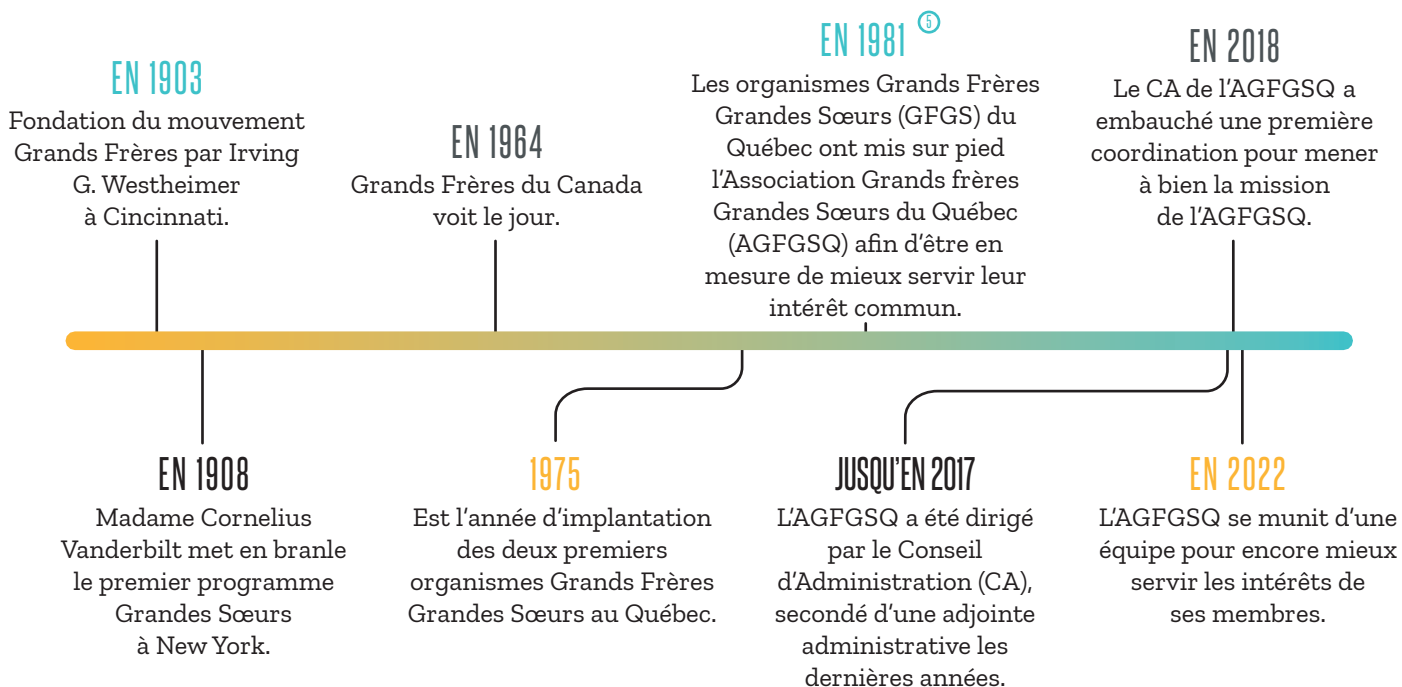 EN 1903
Fondation du mouvement
Grands Frères par Irving
G. Westheimer
à Cincinnati.
EN 1908
Madame Cornelius
Vanderbilt met en branle
le premier programme
Grandes Sœurs
à New York.
EN 1964
Grands Frères du Canada
voit le jour.
1975
Est l'année d'implantation
des deux premiers
organismes Grands Frères
Grandes Sœurs au Québec.
EN 1981 5
Les organismes Grands Frères
Grandes Sœurs (GFGS) du
Québec ont mis sur pied
l'Association Grands frères
Grandes Sœurs du Québec
(AGFGSQ) afin d'être en
mesure de mieux servir leur
intérêt commun.
JUSQU'EN 2017
L'AGFGSQ a été dirigé
par le Conseil
d'Administration (CA),
secondé d'une adjointe
administrative les
dernières années.
EN 2018
Le CA de l'AGFGSQ a
embauché une première
coordination pour mener
à bien la mission
de l'AGFGSQ.
EN 2022
L'AGFGSQ se munit d'une
équipe pour encore mieux
servir les intérêts de
ses membres.